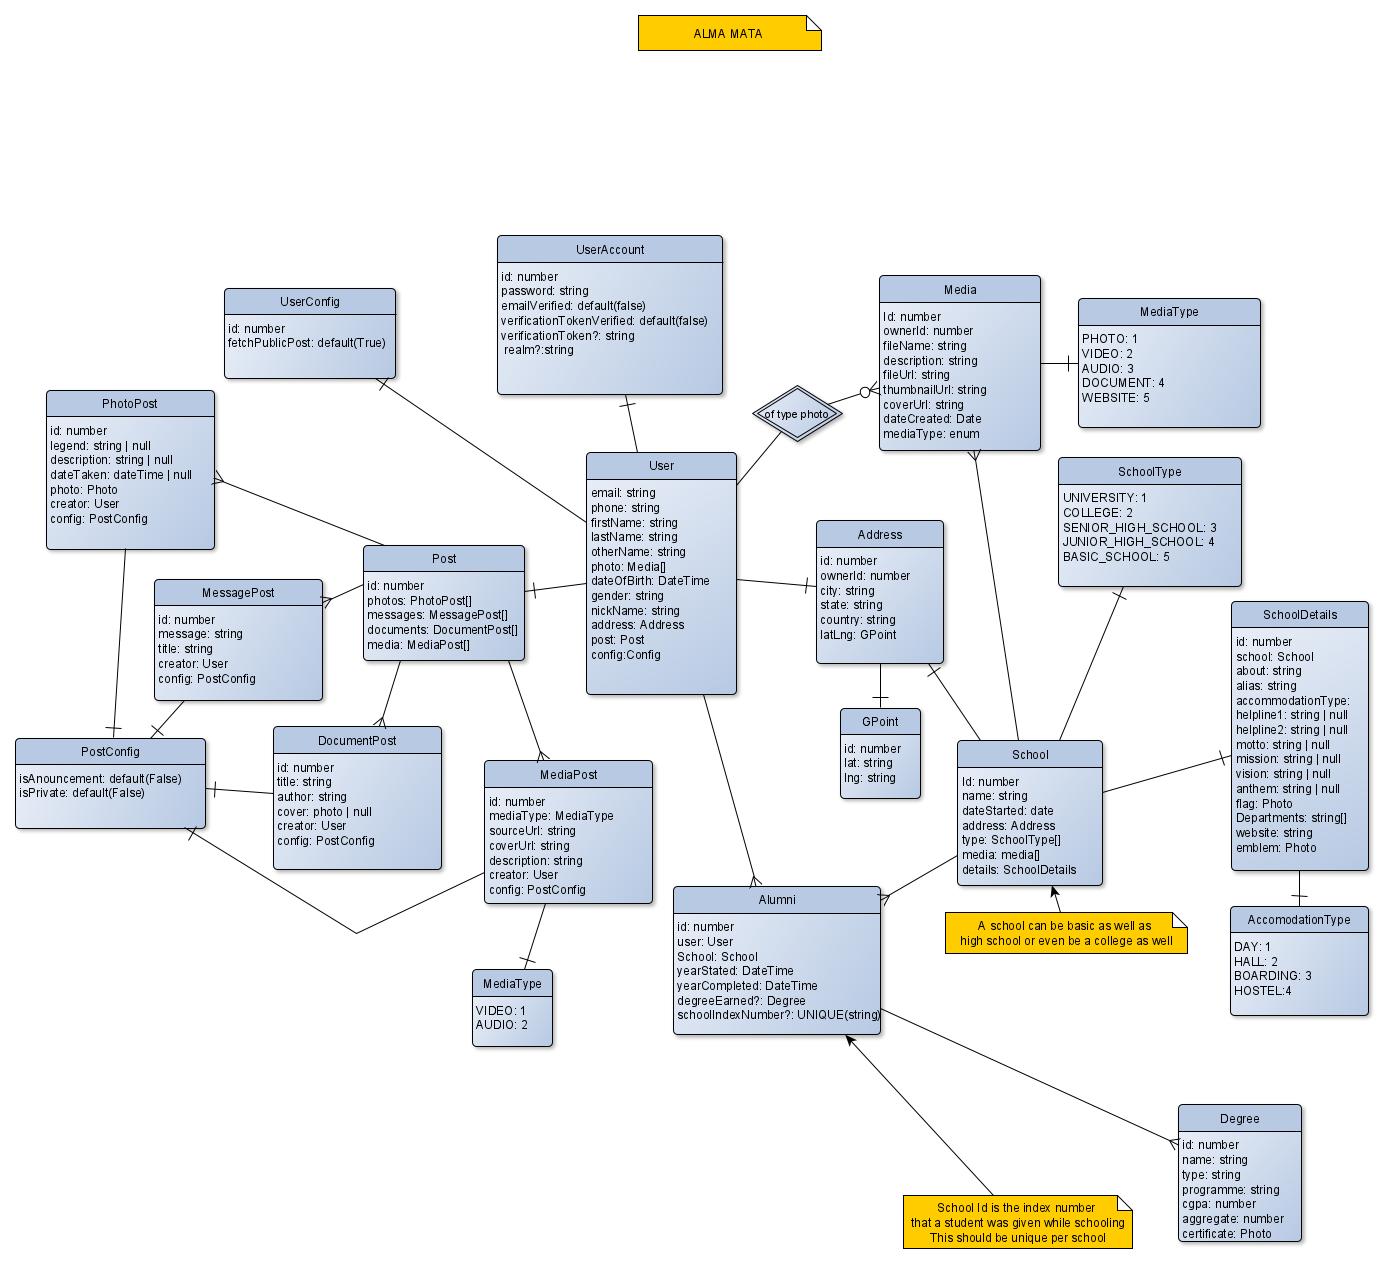 ALMA MATA
UserAccount
id: number
password: string
emailVerified: default(false)
verificationTokenVerified: default(false)
verificationToken?: string
realm?:string
UserConfig
id: number
fetchPublicPost: default(True)
Media
Id: number
ownerId: number
fileName: string
description: string
fileUrl: string
thumbnailUrl: string
coverUrl: string
dateCreated: Date
mediaType: enum
MediaType
PHOTO: 1
VIDEO: 2
AUDIO: 3
DOCUMENT: 4
WEBSITE: 5
of type photo
PhotoPost
id: number
legend: string | null
description: string | null
dateTaken: dateTime | null
photo: Photo
creator: User
config: PostConfig
User
email: string
phone: string
firstName: string
lastName: string
otherName: string
photo: Media[]
dateOfBirth: DateTime
gender: string
nickName: string
address: Address
post: Post
config:Config
SchoolType
UNIVERSITY: 1
COLLEGE: 2
SENIOR_HIGH_SCHOOL: 3
JUNIOR_HIGH_SCHOOL: 4
BASIC_SCHOOL: 5
Address
id: number
ownerId: number
city: string
state: string
country: string
latLng: GPoint
Post
id: number
photos: PhotoPost[]
messages: MessagePost[]
documents: DocumentPost[]
media: MediaPost[]
MessagePost
id: number
message: string
title: string
creator: User
config: PostConfig
SchoolDetails
id: number
school: School
about: string
alias: string
accommodationType:
helpline1: string | null
helpline2: string | null
motto: string | null
mission: string | null
vision: string | null
anthem: string | null
flag: Photo
Departments: string[]
website: string
emblem: Photo
GPoint
id: number
lat: string
lng: string
PostConfig
isAnouncement: default(False)
isPrivate: default(False)
DocumentPost
id: number
title: string
author: string
cover: photo | null
creator: User
config: PostConfig
MediaPost
id: number
mediaType: MediaType
sourceUrl: string
coverUrl: string
description: string
creator: User
config: PostConfig
School
Id: number
name: string
dateStarted: date
address: Address
type: SchoolType[]
media: media[]
details: SchoolDetails
A school can be basic as well as
high school or even be a college as well
Alumni
id: number
user: User
School: School
yearStated: DateTime
yearCompleted: DateTime
degreeEarned?: Degree
schoolIndexNumber?: UNIQUE(string)
AccomodationType
DAY: 1
HALL: 2
BOARDING: 3
HOSTEL:4
MediaType
VIDEO: 1
AUDIO: 2
Degree
id: number
name: string
type: string
programme: string
cgpa: number
aggregate: number
certificate: Photo
School Id is the index number
that a student was given while schooling
This should be unique per school